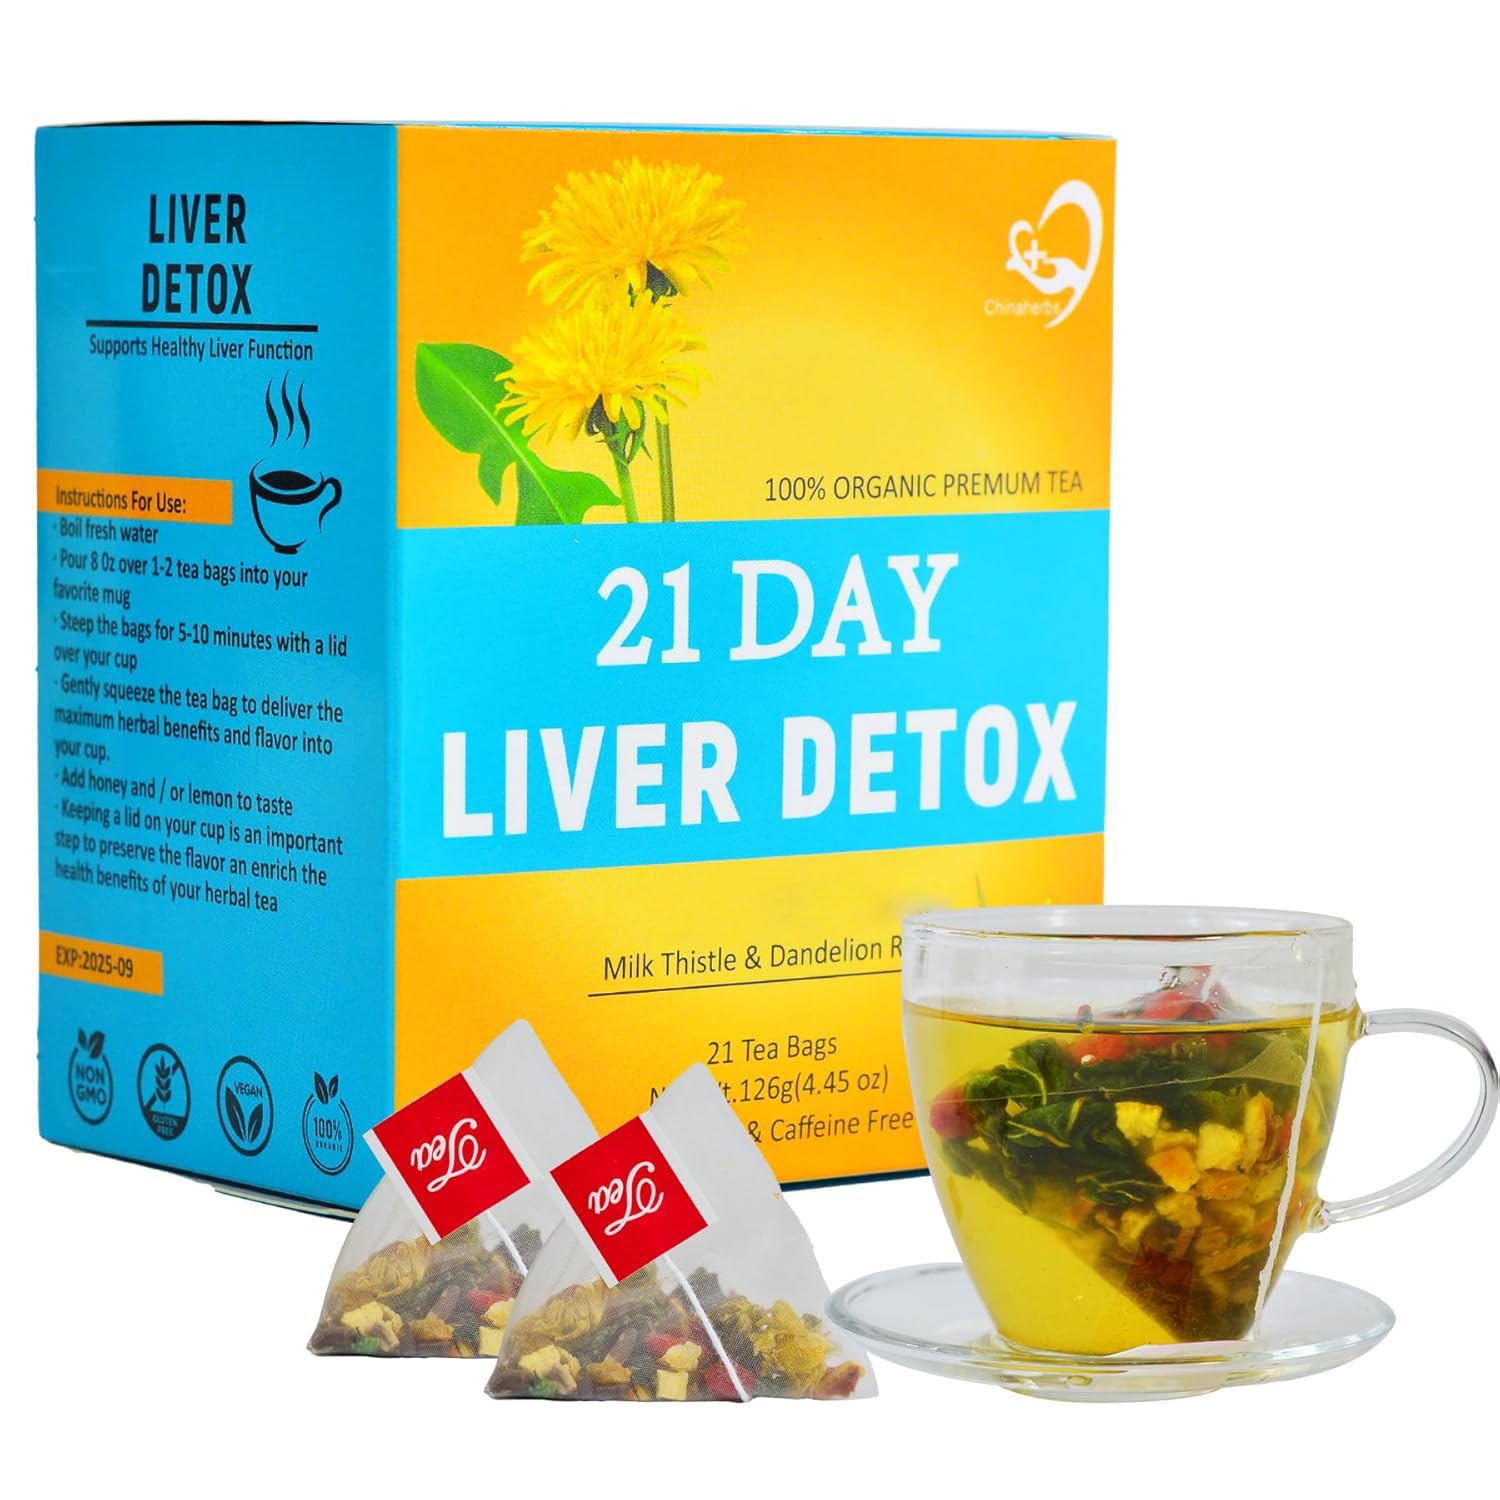 LIVER
DETOX
Supports Healthy Liver Function
Instructions For Use:
· Boil fresh water
· Pour 8 Oz over 1-2 tea bags into your
favorite mug
· Steep the bags for 5-10 minutes with a lid
over your cup
· Gently squeeze the tea bag to deliver the
maximum herbal benefits and flavor into
your cup.
· Add honey and / or lemon to taste
· Keeping a lid on your cup is an important
step to preserve the flavor an enrich the
health benefits of your herbal tea
EXP:2025-09
NON
GMO
GLUTEN
FREE
VEGAN
100%
ORGANIC
Chinaherbs
100% ORGANIC PREMUM TEA
21 DAY
LIVER DETOX
Milk Thistle & Dandelion
21 Tea Bags
126g(4.45 oz)
& Caffeine Free
Tea
Tea